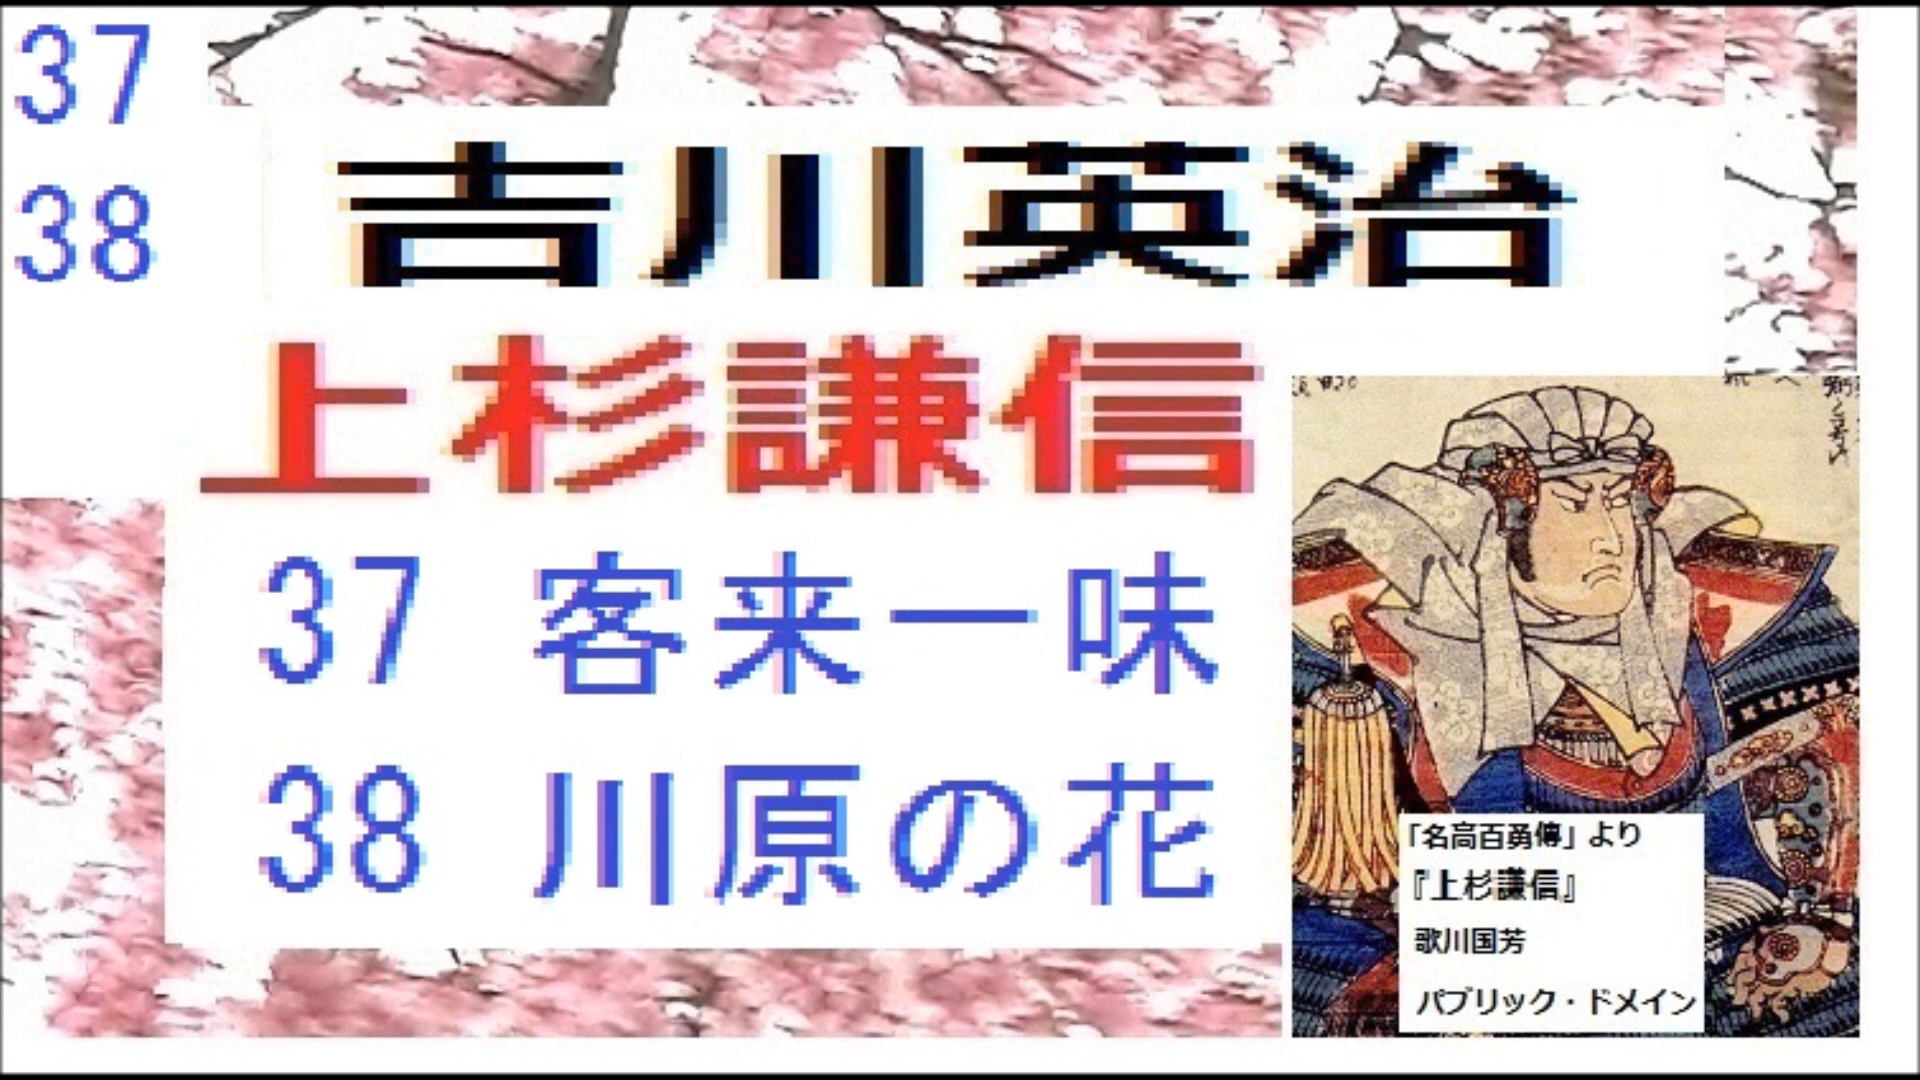 37
38
吉川英治
上杉謙信
37 客来一味
38 川原の花
「名高百勇傳」より
『上杉謙信』
歌川国芳
パブリック・ドメイン